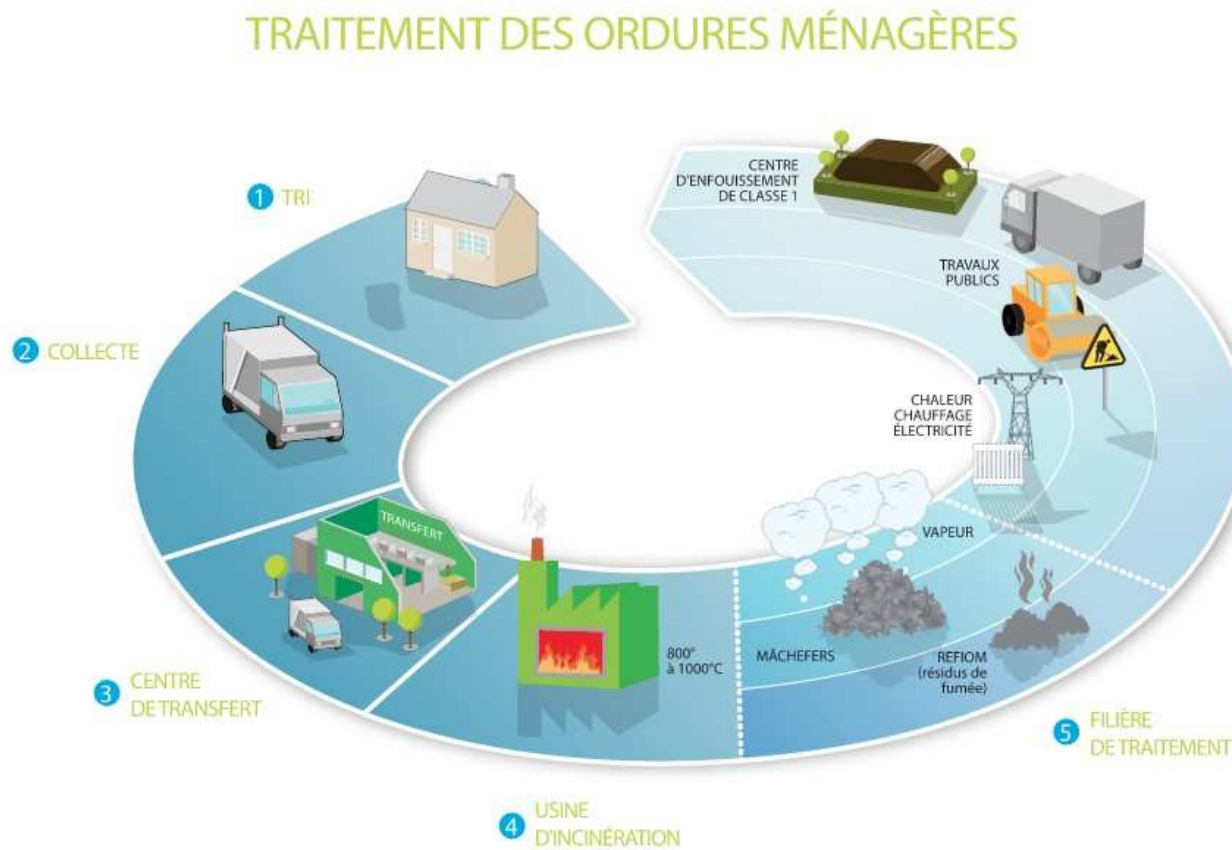 TRAITEMENT DES ORDURES MÉNAGÈRES
1 TRI
2 COLLECTE
TRANSFERT
3 CENTRE
DE TRANSFERT
800°
à 1000°C
4 USINE
D'INCINÉRATION
VAPEUR
MÂCHEFERS
REFIOM
(résidus de
fumée)
5 FILIÈRE
DE TRAITEMENT
CHALEUR
CHAUFFAGE
ÉLECTRICITÉ
TRAVAUX
PUBLICS
CENTRE
D'ENFOUISSEMENT
DE CLASSE 1